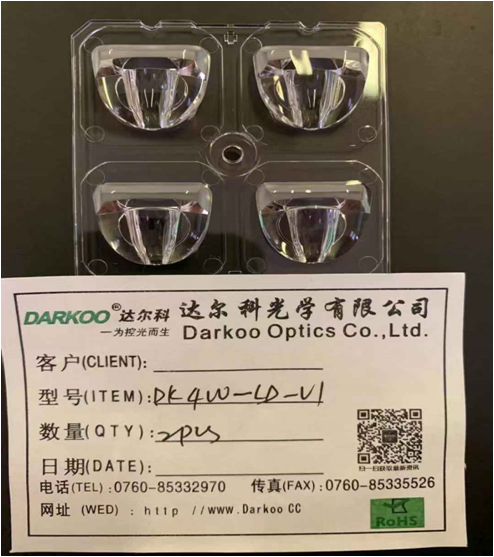 DARKOO® 达尔科 达尔科光学有限公司
—为控光而生 Darkoo Optics Co.,Ltd.
客户(CLIENT):
型号(ITEM):DK4W-LD-V1
数量(QTY):2pcs
日期(DATE):
扫一扫获取最新资讯
电话(TEL):0760-85332970 传真(FAX):0760-85335526
网址 (WED) : http //www.Darkoo CC
RoHS